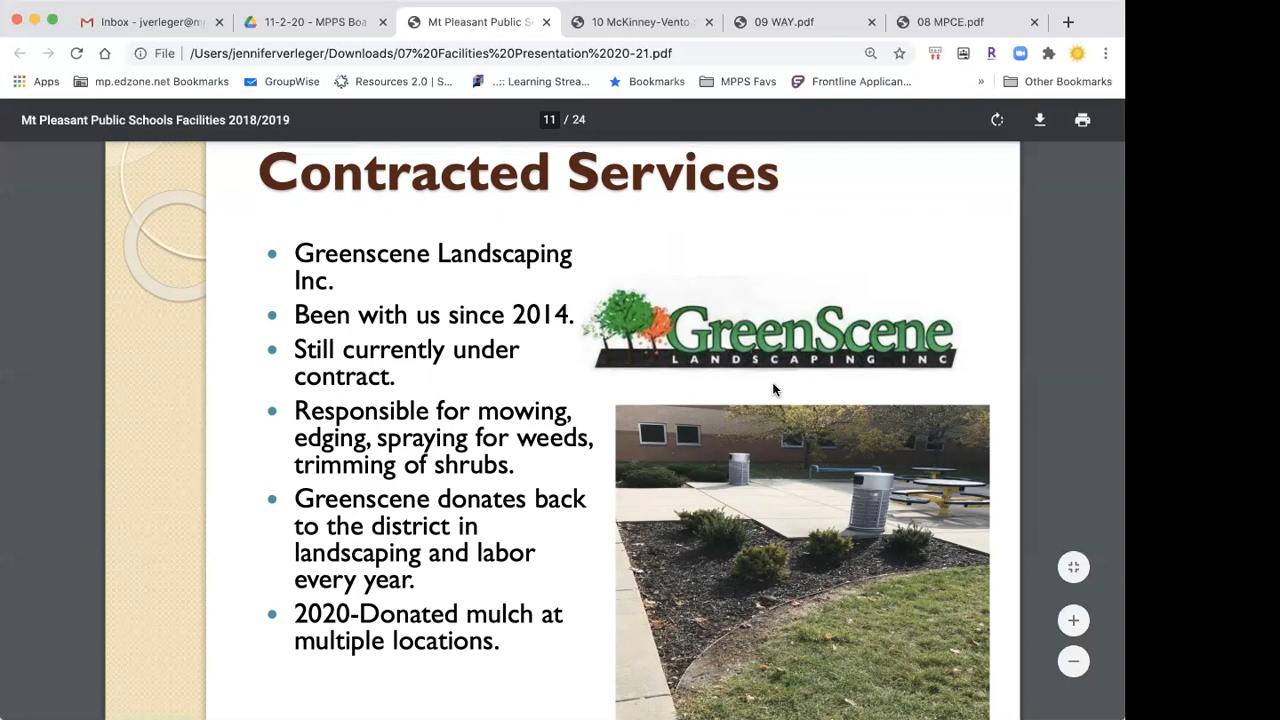 Inbox - jverleger@m
11-2-20 - MPPS Boa
Mt Pleasant Public S
10 McKinney-Vento.
09 WAY.pdf
08 MPCE.pdf
File /Users/jenniferverleger/Downloads/07%20Facilities%20Presentation%2020-21.pdf
Apps
mp.edzone.net Bookmarks
GroupWise
Resources 2.0 | S...
..:: Learning Strea...
Bookmarks
MPPS Favs
Frontline Applican...
»
Other Bookmarks
Mt Pleasant Public Schools Facilities 2018/2019
11 / 24
Contracted Services
• Greenscene Landscaping
Inc.
• Been with us since 2014.
• Still currently under
contract.
• Responsible for mowing,
edging, spraying for weeds,
trimming of shrubs.
• Greenscene donates back
to the district in
landscaping and labor
every year.
• 2020-Donated mulch at
multiple locations.
GreenScene
LANDSCAPING INC